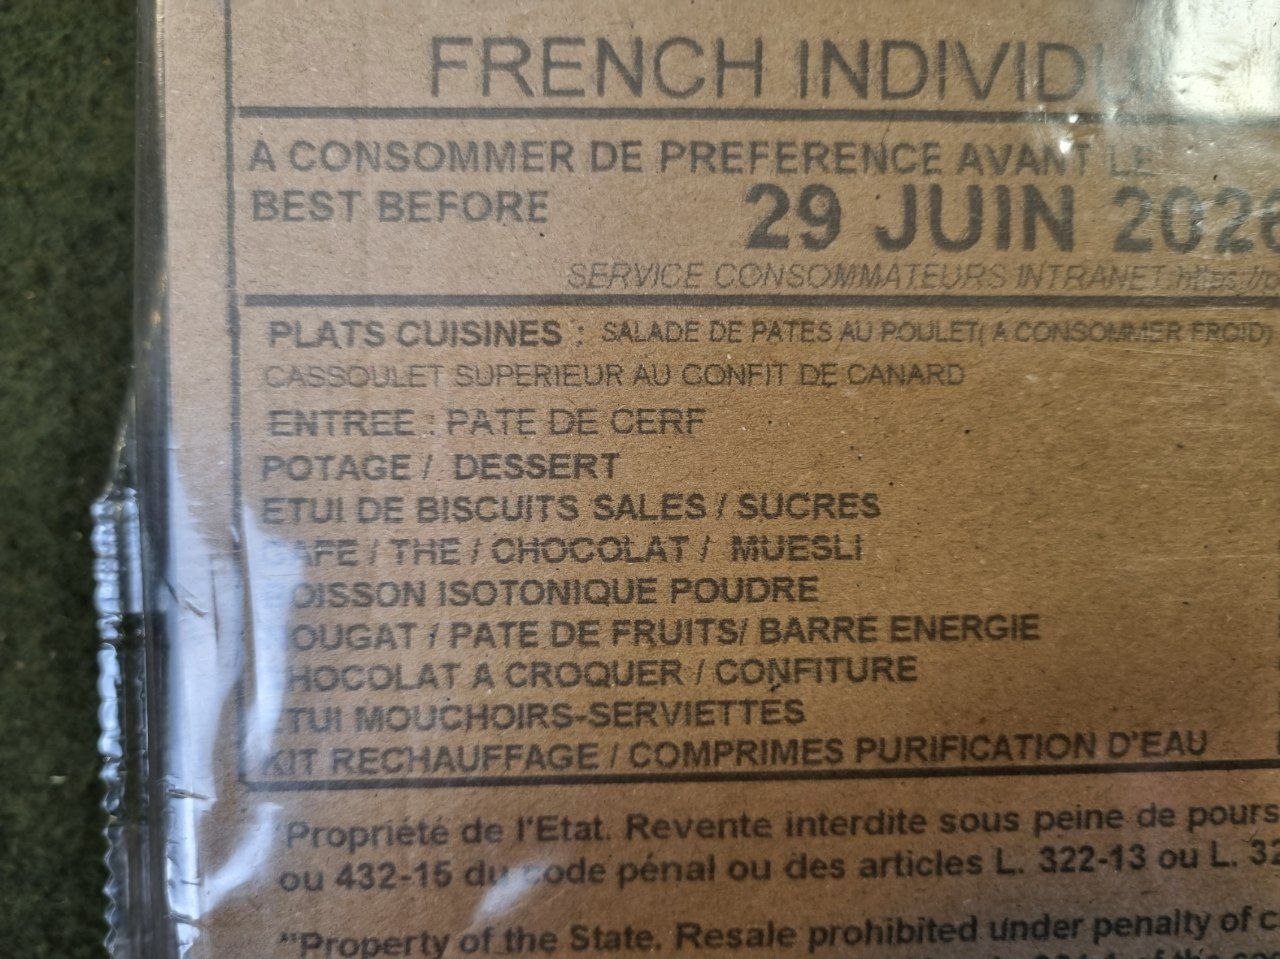 FRENCH INDIVIDU
A CONSOMMER DE PREFERENCE AVANT LE
BEST BEFORE
29 JUIN 2026
SERVICE CONSOMMATEURS INTRANET
PLATS CUISINES : SALADE DE PATES AU POULET( A CONSOMMER FROID)
CASSOULET SUPERIEUR AU CONFIT DE CANARD
ENTREE : PATE DE CERF
POTAGE / DESSERT
ETUI DE BISCUITS SALES / SUCRES
CAFE / THE / CHOCOLAT / MUESLI
OISSON ISOTONIQUE POUDRE
OUGAT / PATE DE FRUITS/ BARRE ENERGIE
HOCOLAT A CROQUER / CONFITURE
TUI MOUCHOIRS-SERVIETTES
KIT RECHAUFFAGE / COMPRIMES PURIFICATION D'EAU
"Propriété de l'Etat. Revente interdite sous peine de pours
ou 432-15 du code pénal ou des articles L. 322-13 ou L. 32
"Property of the State. Resale prohibited under penalty of c